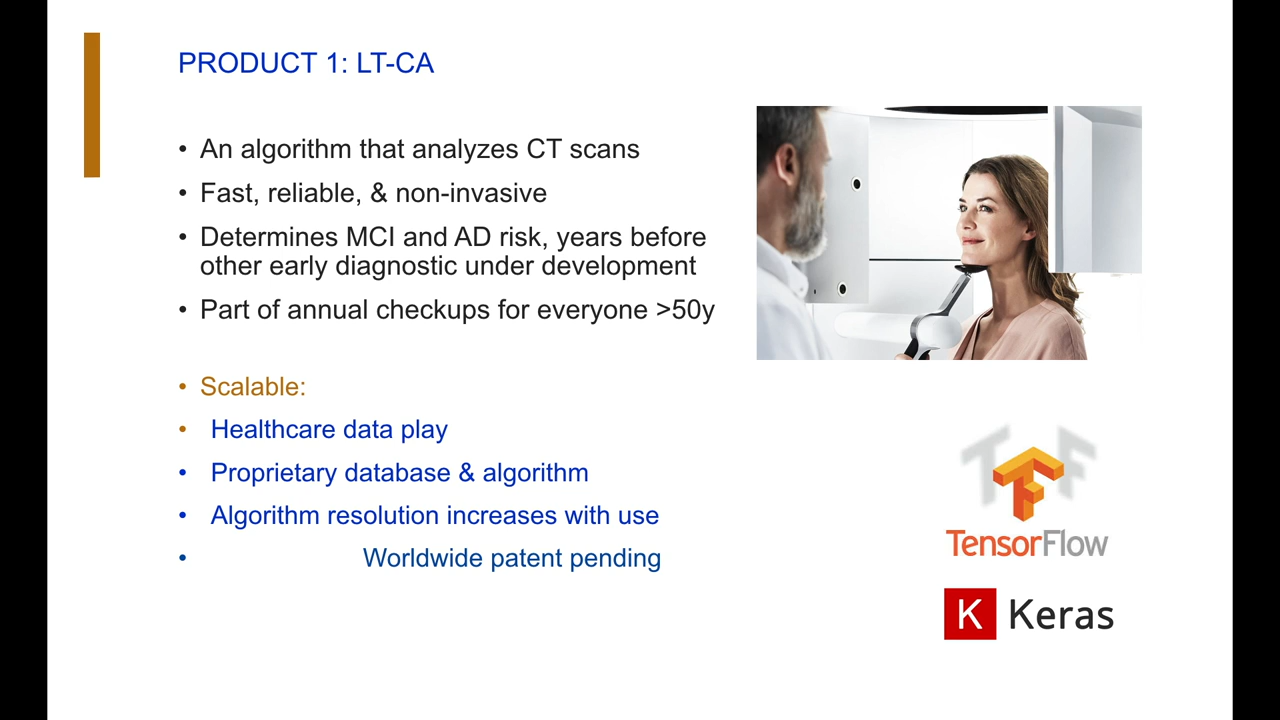 PRODUCT 1: LT-CA
• An algorithm that analyzes CT scans
• Fast, reliable, & non-invasive
• Determines MCI and AD risk, years before
other early diagnostic under development
• Part of annual checkups for everyone >50y
• Scalable:
• Healthcare data play
• Proprietary database & algorithm
• Algorithm resolution increases with use
• Worldwide patent pending
TF
TensorFlow
K Keras